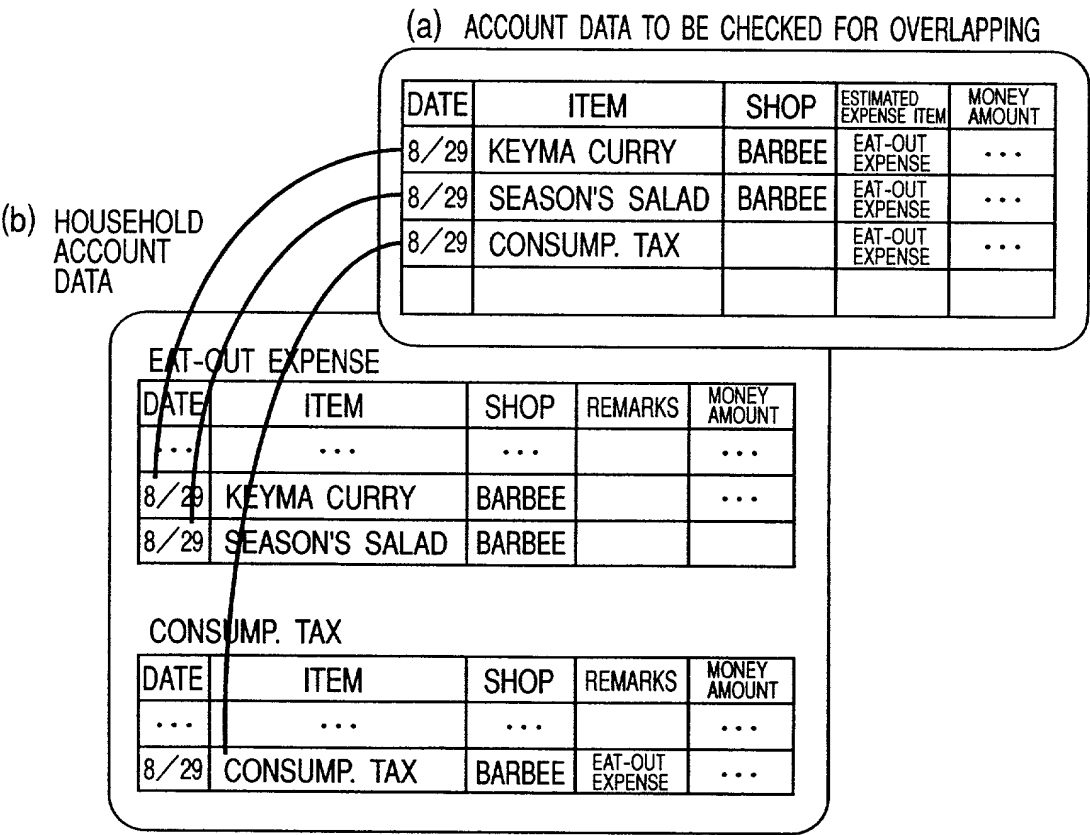 (a) ACCOUNT DATA TO BE CHECKED FOR OVERLAPPING
DATE ITEM SHOP ESTIMATED EXPENSE ITEM MONEY AMOUNT
8/29 KEYMA CURRY BARBEE EAT-OUT EXPENSE ...
8/29 SEASON'S SALAD BARBEE EAT-OUT EXPENSE ...
8/29 CONSUMP. TAX EAT-OUT EXPENSE ...
(b) HOUSEHOLD
ACCOUNT
DATA
EAT-OUT EXPENSE
DATE ITEM SHOP REMARKS MONEY AMOUNT
... ... ... ...
8/29 KEYMA CURRY BARBEE ...
8/29 SEASON'S SALAD BARBEE
CONSUMP. TAX
DATE ITEM SHOP REMARKS MONEY AMOUNT
... ... ... ...
8/29 CONSUMP. TAX BARBEE EAT-OUT EXPENSE ...